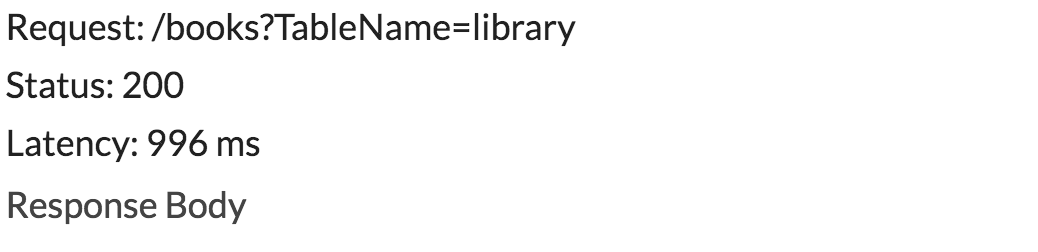 Request: /books?TableName=library
Status: 200
Latency: 996 ms
Response Body